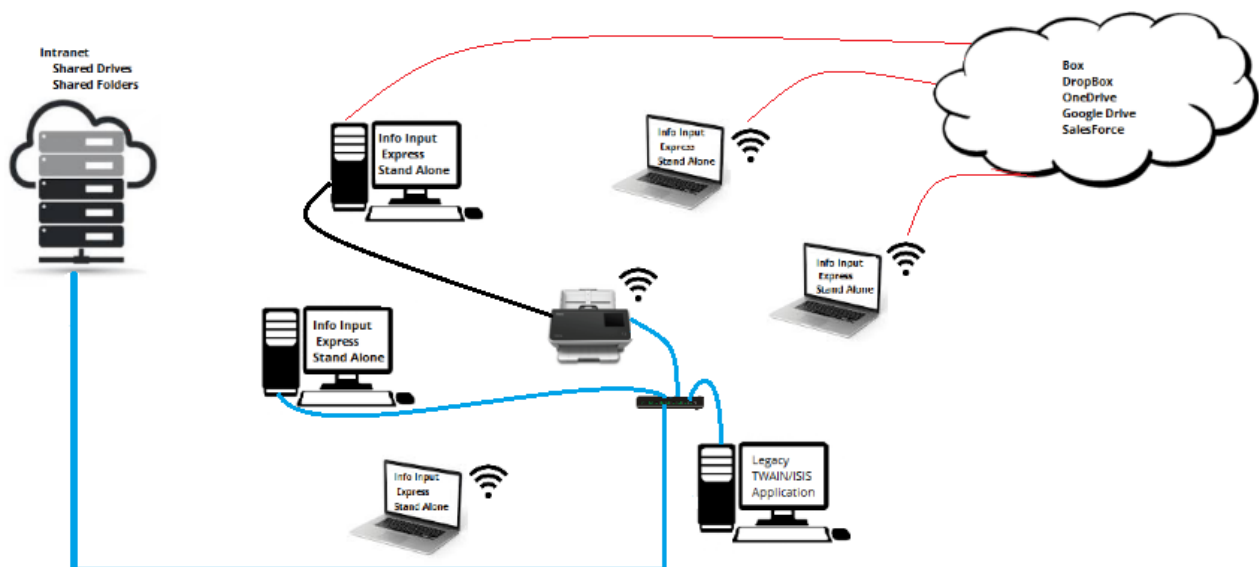 Intranet
Shared Drives
Shared Folders
Box
DropBox
OneDrive
Google Drive
SalesForce
Info Input
Express
Stand Alone
Info Input
Express
Stand Alone
Info Input
Express
Stand Alone
Info Input
Express
Stand Alone
Info Input
Express
Stand Alone
Legacy
TWAIN/ISIS
Application